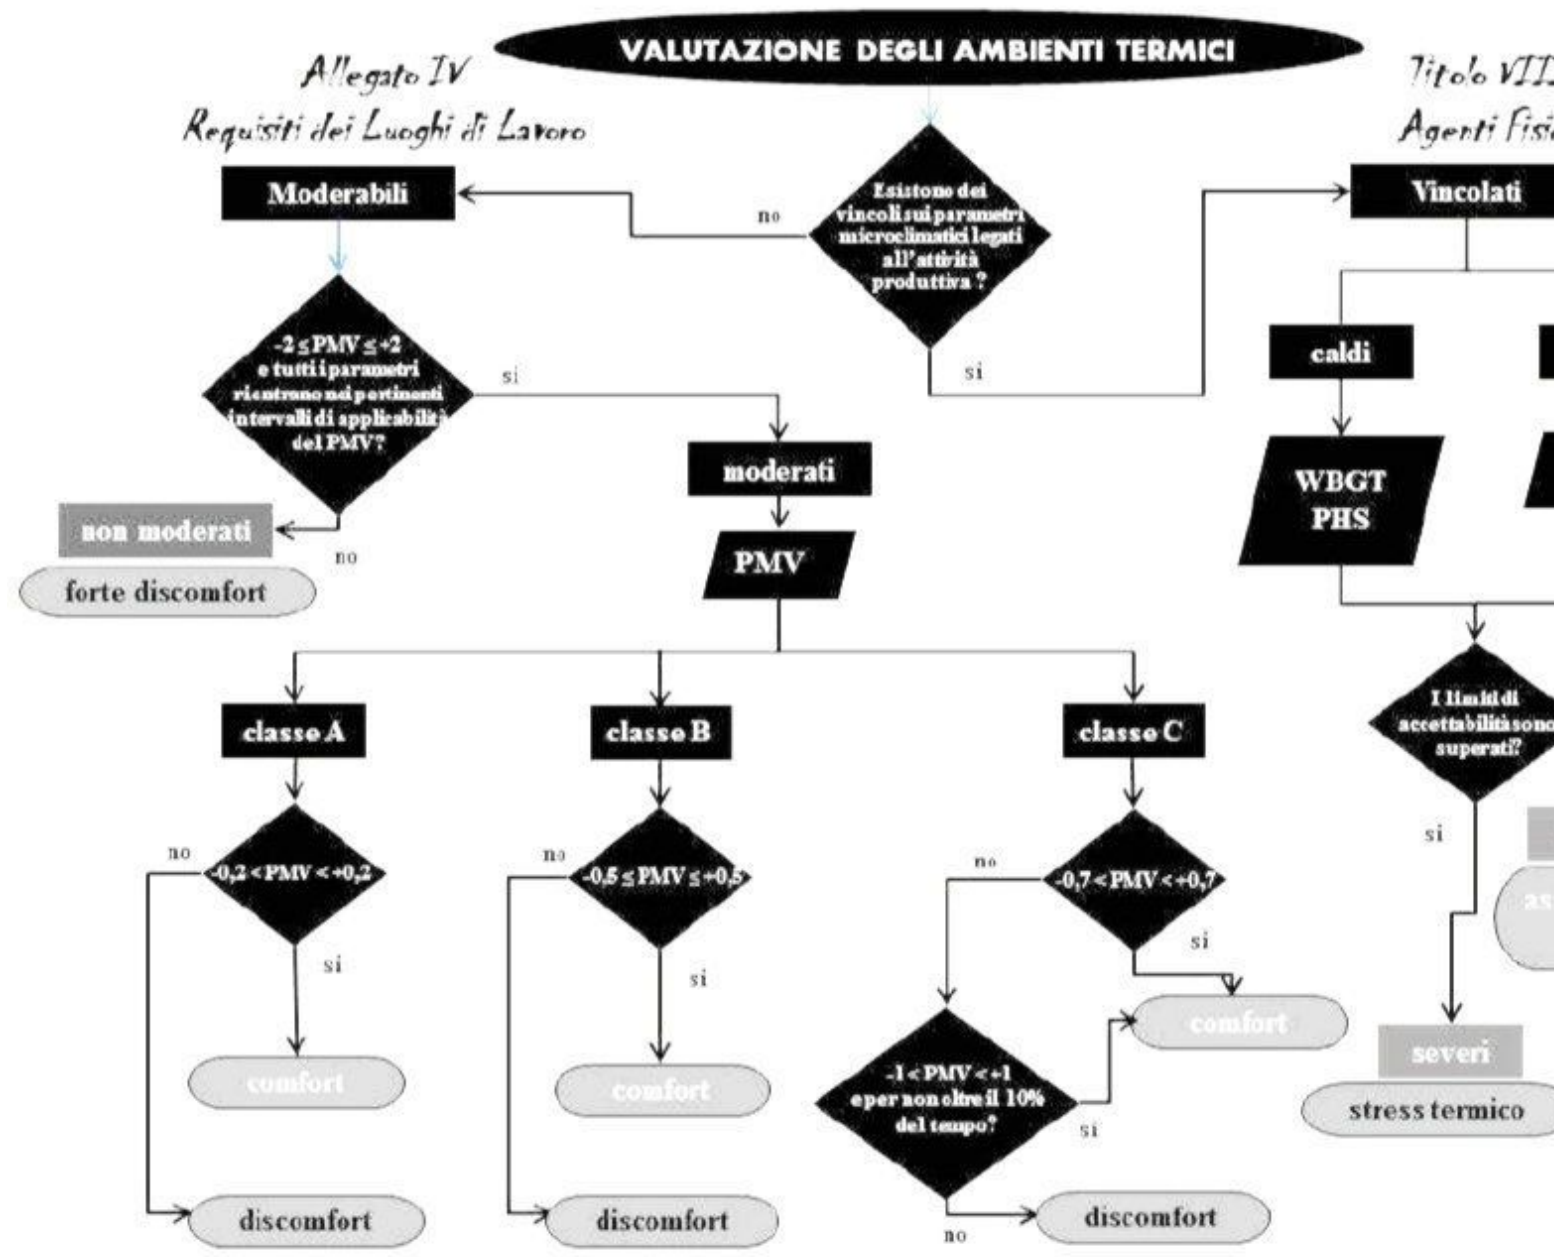 VALUTAZIONE DEGLI AMBIENTI TERMICI
Allegato IV
Requisiti dei Luoghi di Lavoro
Titolo VIII
Agenti
Moderabili
no
Esistono dei
vincoli sui parametri
microclimatici legati
all'attività
produttiva ?
si
Vincolati
-2 ≤ PMV ≤ +2
e tutti i parametri
rientrano nei pertinenti
intervalli di applicabilità
del PMV?
si
no
non moderati
forte discomfort
moderati
PMV
caldi
WBGT
PHS
I limiti di
accettabilità sono
superati?
si
severi
stress termico
classe A
-0,2 < PMV < +0,2
no
si
comfort
discomfort
classe B
-0,5 ≤ PMV ≤ +0,5
no
si
comfort
discomfort
classe C
-0,7 < PMV < +0,7
no
si
comfort
-1 < PMV < +1
e per non oltre il 10%
del tempo?
si
no
discomfort